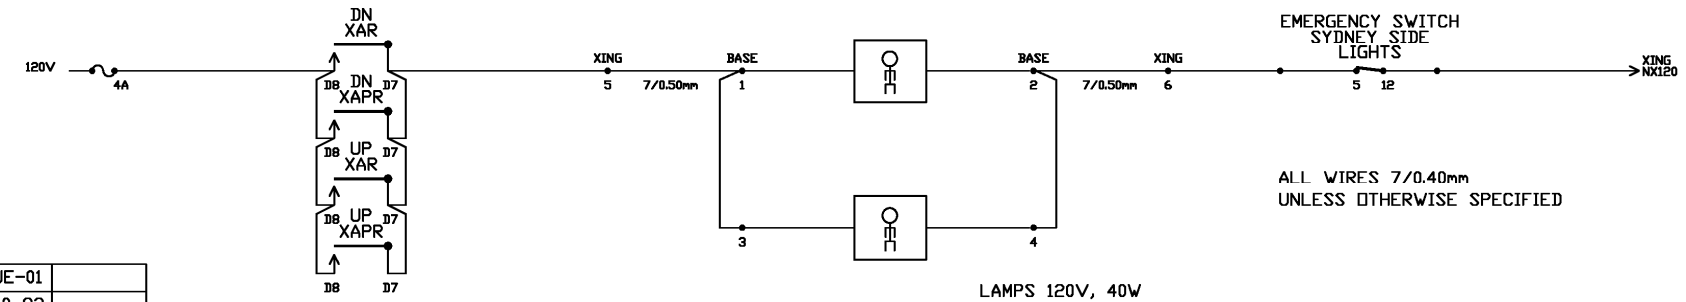 120V
4A
DN
XAR
D8 D7
DN
XAPR
D8 D7
UP
XAR
D8 D7
UP
XAPR
D8 D7
XING
5
7/0.50mm
BASE
1
3
BASE
2
4
7/0.50mm
XING
6
EMERGENCY SWITCH
SYDNEY SIDE
LIGHTS
5 12
XING
NX120
ALL WIRES 7/0.40mm
UNLESS OTHERWISE SPECIFIED
LAMPS 120V, 40W